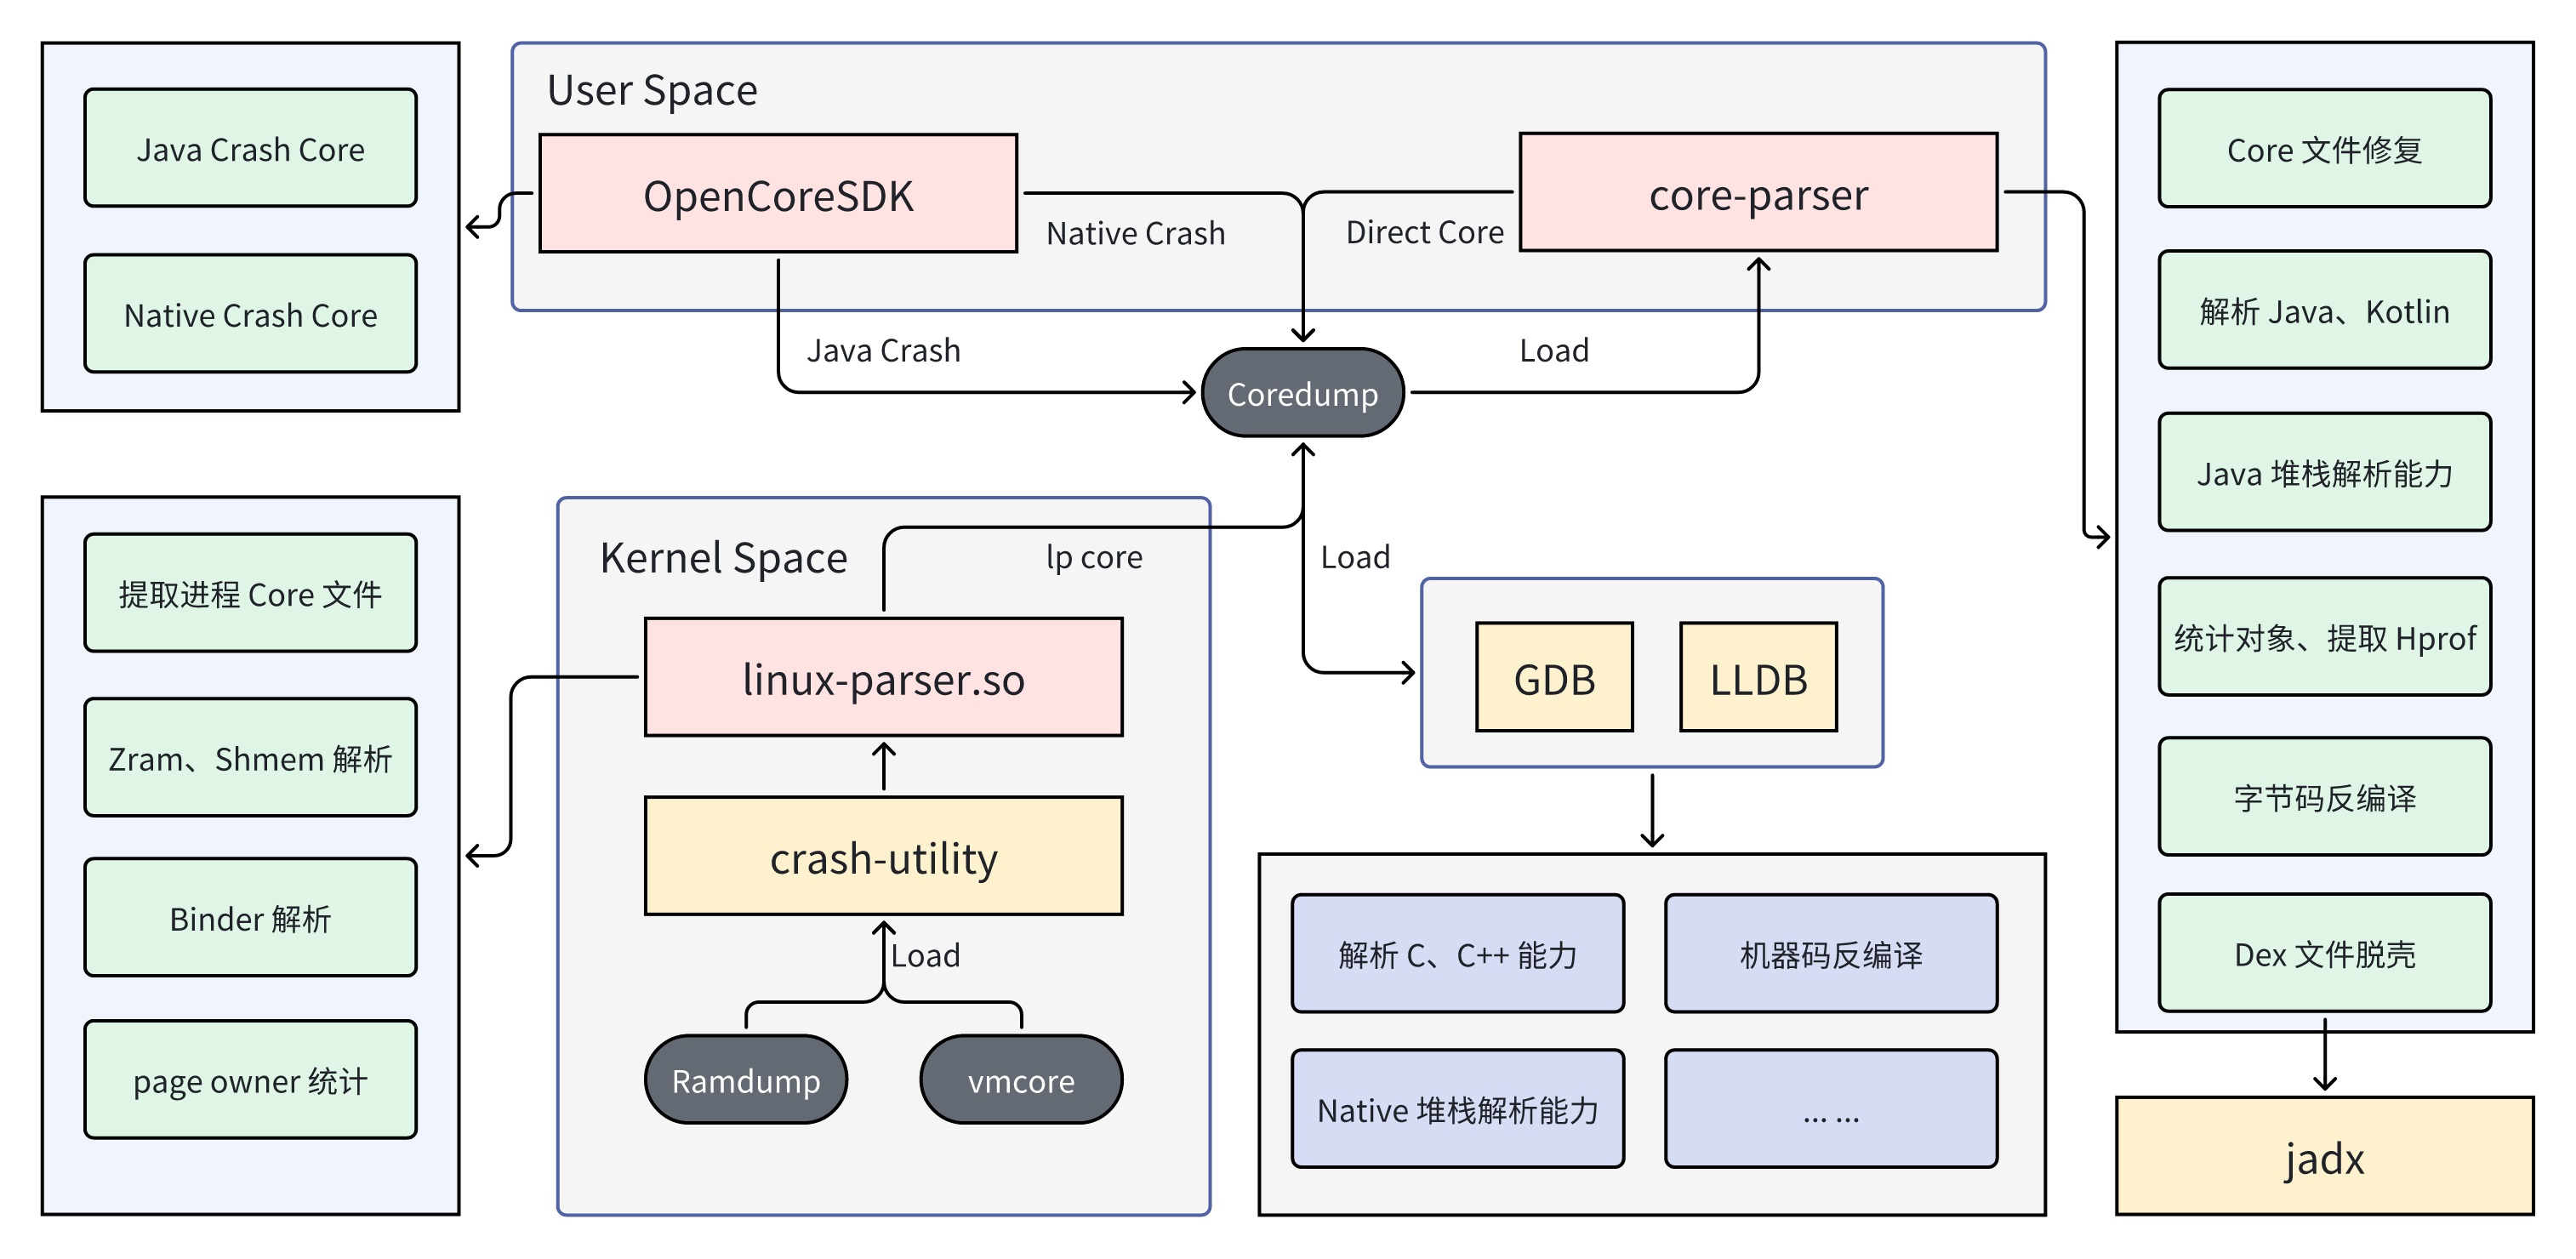 Java Crash Core
Native Crash Core
User Space
OpenCoreSDK
core-parser
Native Crash
Direct Core
Java Crash
Coredump
Load
提取进程 Core 文件
Zram、Shmem 解析
Binder 解析
page owner 统计
Kernel Space
lp core
linux-parser.so
crash-utility
Load
Ramdump
vmcore
Load
GDB
LLDB
解析 C、C++ 能力
机器码反编译
Native 堆栈解析能力
... ...
Core 文件修复
解析 Java、Kotlin
Java 堆栈解析能力
统计对象、提取 Hprof
字节码反编译
Dex 文件脱壳
jadx